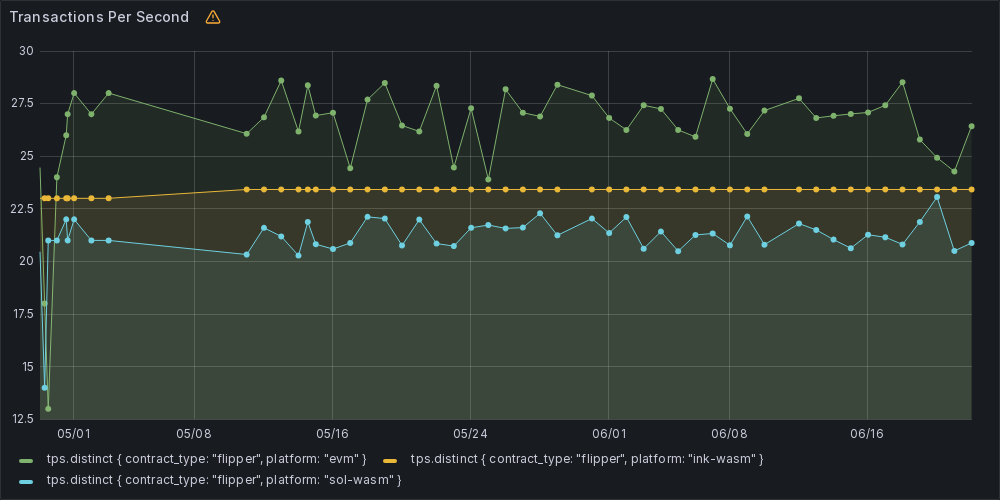 Transactions Per Second
30
27.5
25
22.5
20
17.5
15
12.5
05/01 05/08 05/16 05/24 06/01 06/08 06/16
tps.distinct { contract_type: "flipper", platform: "evm" } tps.distinct { contract_type: "flipper", platform: "ink-wasm" }
tps.distinct { contract_type: "flipper", platform: "sol-wasm" }